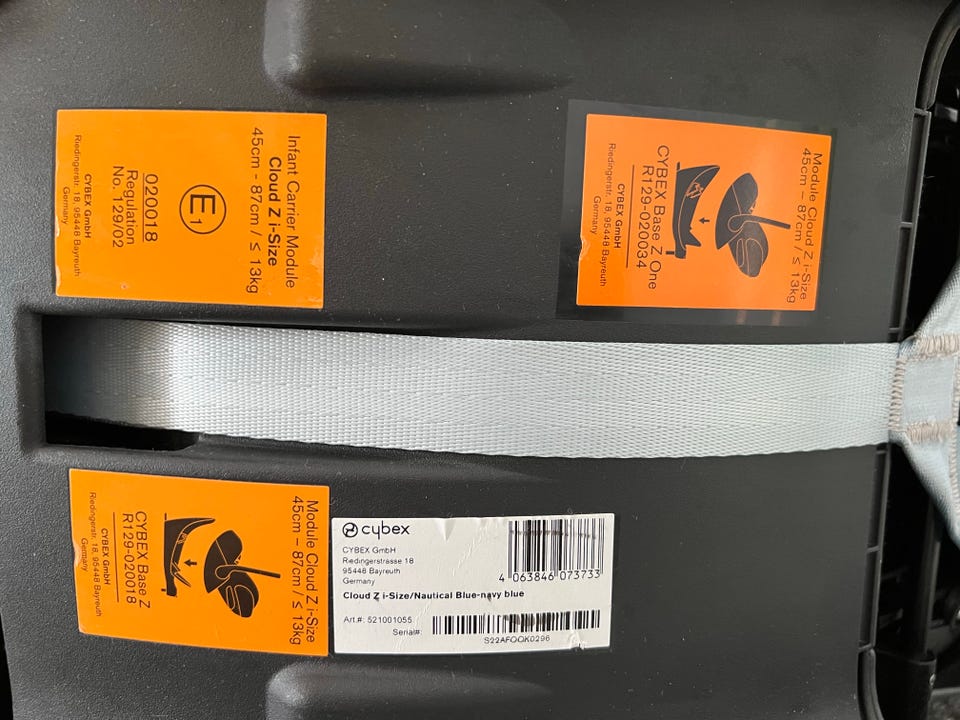 Infant Carrier Module
Cloud Z i-Size
45cm - 87cm / ≤ 13kg
E1
020018
Regulation
No. 129/02
CYBEX GmbH
Riedingerstr. 18, 95448 Bayreuth
Germany
Module Cloud Z i-Size
45cm - 87cm / ≤ 13kg
CYBEX Base Z One
R129-020034
CYBEX GmbH
Riedingerstr. 18, 95448 Bayreuth
Germany
Module Cloud Z i-Size
45cm - 87cm / ≤ 13kg
CYBEX Base Z
R129-020018
CYBEX GmbH
Riedingerstr. 18, 95448 Bayreuth
Germany
cybex
CYBEX GmbH
Riedingerstrasse 18
95448 Bayreuth
Germany
4 063846 073733
Cloud Z i-Size/Nautical Blue-navy blue
Art.#: 521001055
Serial#:
S22AFOQK0296